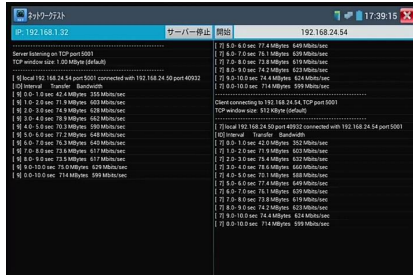 ネットワークテスト
17:39:15
IP: 192.168.1.32
サーバー停止
開始
192.168.24.54
------------------------------------------------------------
Server listening on TCP port 5001
TCP window size: 1.00 MByte (default)
------------------------------------------------------------
[ 9] local 192.168.24.54 port 5001 connected with 192.168.24.50 port 40932
[ ID] Interval Transfer Bandwidth
[ 9] 0.0- 1.0 sec 42.4 MBytes 355 Mbits/sec
[ 9] 1.0- 2.0 sec 71.9 MBytes 603 Mbits/sec
[ 9] 2.0- 3.0 sec 74.9 MBytes 628 Mbits/sec
[ 9] 3.0- 4.0 sec 78.9 MBytes 662 Mbits/sec
[ 9] 4.0- 5.0 sec 70.3 MBytes 590 Mbits/sec
[ 9] 5.0- 6.0 sec 77.2 MBytes 648 Mbits/sec
[ 9] 6.0- 7.0 sec 76.3 MBytes 640 Mbits/sec
[ 9] 7.0- 8.0 sec 73.6 MBytes 617 Mbits/sec
[ 9] 8.0- 9.0 sec 73.5 MBytes 617 Mbits/sec
[ 9] 9.0-10.0 sec 75.0 MBytes 629 Mbits/sec
[ 9] 0.0-10.0 sec 714 MBytes 599 Mbits/sec
[ 7] 5.0- 6.0 sec 77.4 MBytes 649 Mbits/sec
[ 7] 6.0- 7.0 sec 76.1 MBytes 639 Mbits/sec
[ 7] 7.0- 8.0 sec 73.8 MBytes 619 Mbits/sec
[ 7] 8.0- 9.0 sec 74.2 MBytes 623 Mbits/sec
[ 7] 9.0-10.0 sec 74.4 MBytes 624 Mbits/sec
[ 7] 0.0-10.0 sec 714 MBytes 599 Mbits/sec
------------------------------------------------------------
Client connecting to 192.168.24.54, TCP port 5001
TCP window size: 512 KByte (default)
------------------------------------------------------------
[ 7] local 192.168.24.50 port 40932 connected with 192.168.24.54 port 5001
[ ID] Interval Transfer Bandwidth
[ 7] 0.0- 1.0 sec 42.0 MBytes 352 Mbits/sec
[ 7] 1.0- 2.0 sec 71.9 MBytes 603 Mbits/sec
[ 7] 2.0- 3.0 sec 75.4 MBytes 632 Mbits/sec
[ 7] 3.0- 4.0 sec 78.6 MBytes 660 Mbits/sec
[ 7] 4.0- 5.0 sec 70.1 MBytes 588 Mbits/sec
[ 7] 5.0- 6.0 sec 77.4 MBytes 649 Mbits/sec
[ 7] 6.0- 7.0 sec 76.1 MBytes 639 Mbits/sec
[ 7] 7.0- 8.0 sec 73.8 MBytes 619 Mbits/sec
[ 7] 8.0- 9.0 sec 74.2 MBytes 623 Mbits/sec
[ 7] 9.0-10.0 sec 74.4 MBytes 624 Mbits/sec
[ 7] 0.0-10.0 sec 714 MBytes 599 Mbits/sec